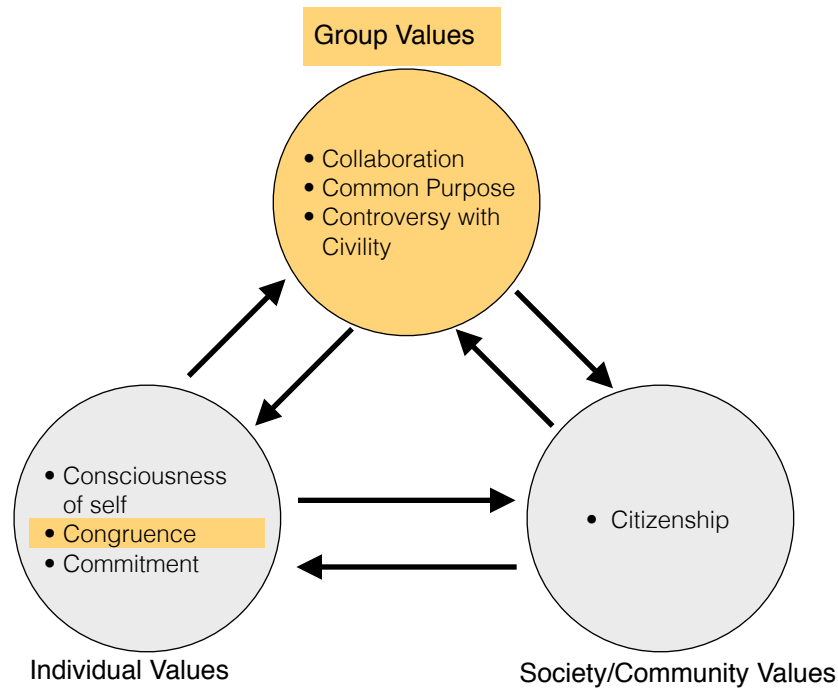 Group Values
• Collaboration
• Common Purpose
• Controversy with
Civility
• Consciousness
of self
• Congruence
• Commitment
Individual Values
• Citizenship
Society/Community Values